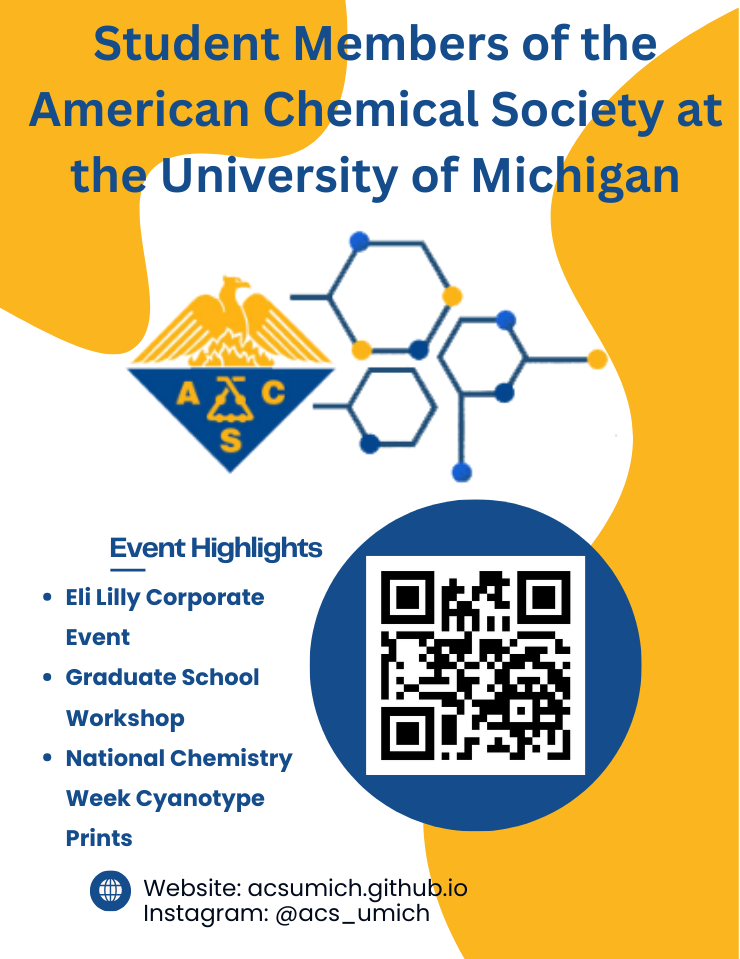 Student Members of the
American Chemical Society at
the University of Michigan
A C
S
Event Highlights
• Eli Lilly Corporate
Event
• Graduate School
Workshop
• National Chemistry
Week Cyanotype
Prints
Website: acsumich.github.io
Instagram: @acs_umich